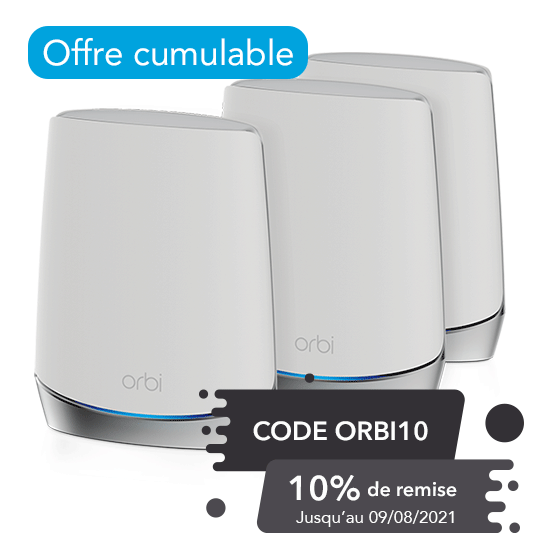 Offre cumulable
orbi
orbi
CODE ORBI10
10% de remise
Jusqu'au 09/08/2021